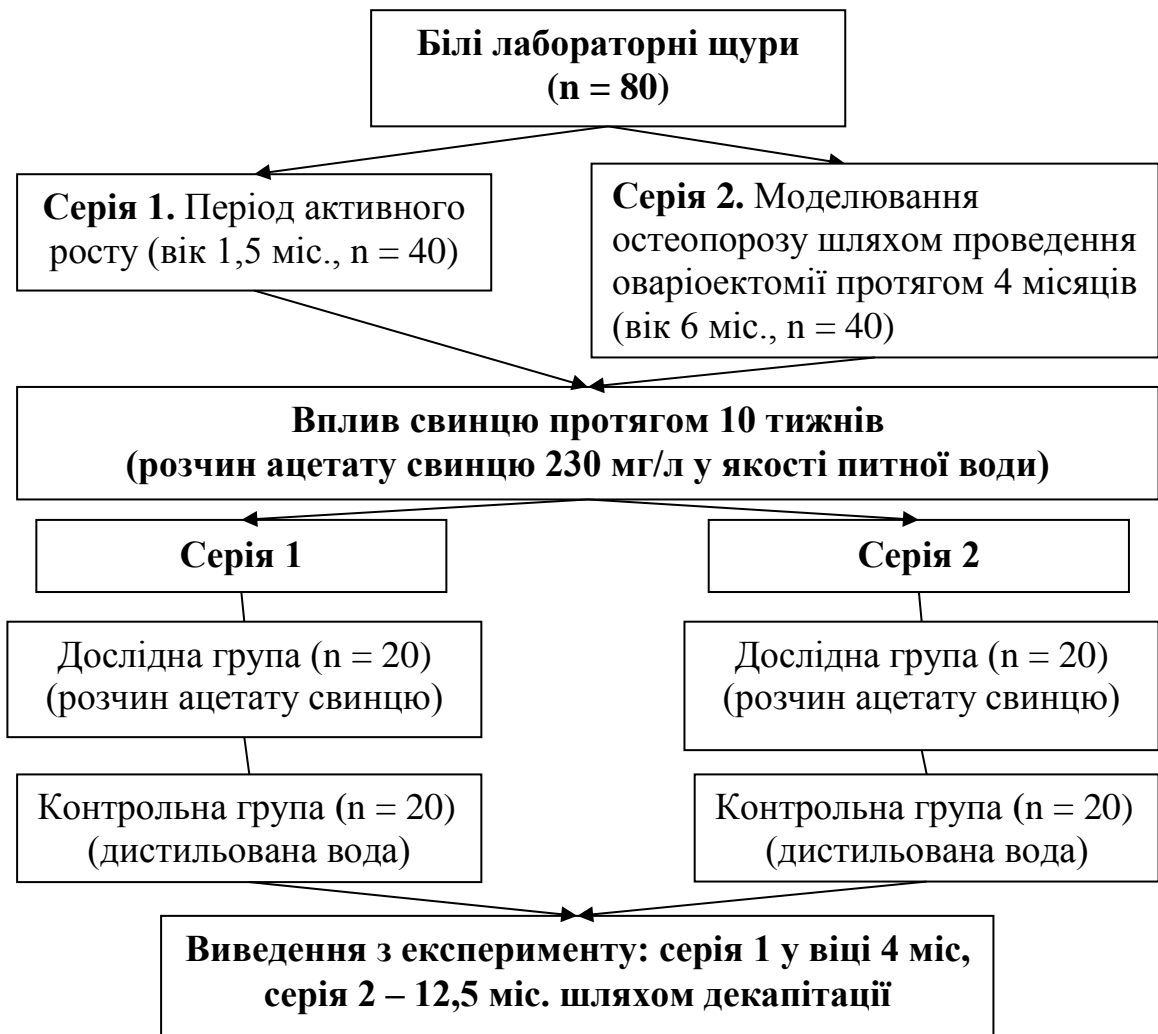 Білі лабораторні щури
(n = 80)
Серія 1. Період активного
росту (вік 1,5 міс., n = 40)
Серія 2. Моделювання
остеопорозу шляхом проведення
оваріоектомії протягом 4 місяців
(вік 6 міс., n = 40)
Вплив свинцю протягом 10 тижнів
(розчин ацетату свинцю 230 мг/л у якості питної води)
Серія 1
Серія 2
Дослідна група (n = 20)
(розчин ацетату свинцю)
Дослідна група (n = 20)
(розчин ацетату свинцю)
Контрольна група (n = 20)
(дистильована вода)
Контрольна група (n = 20)
(дистильована вода)
Виведення з експерименту: серія 1 у віці 4 міс,
серія 2 – 12,5 міс. шляхом декапітації